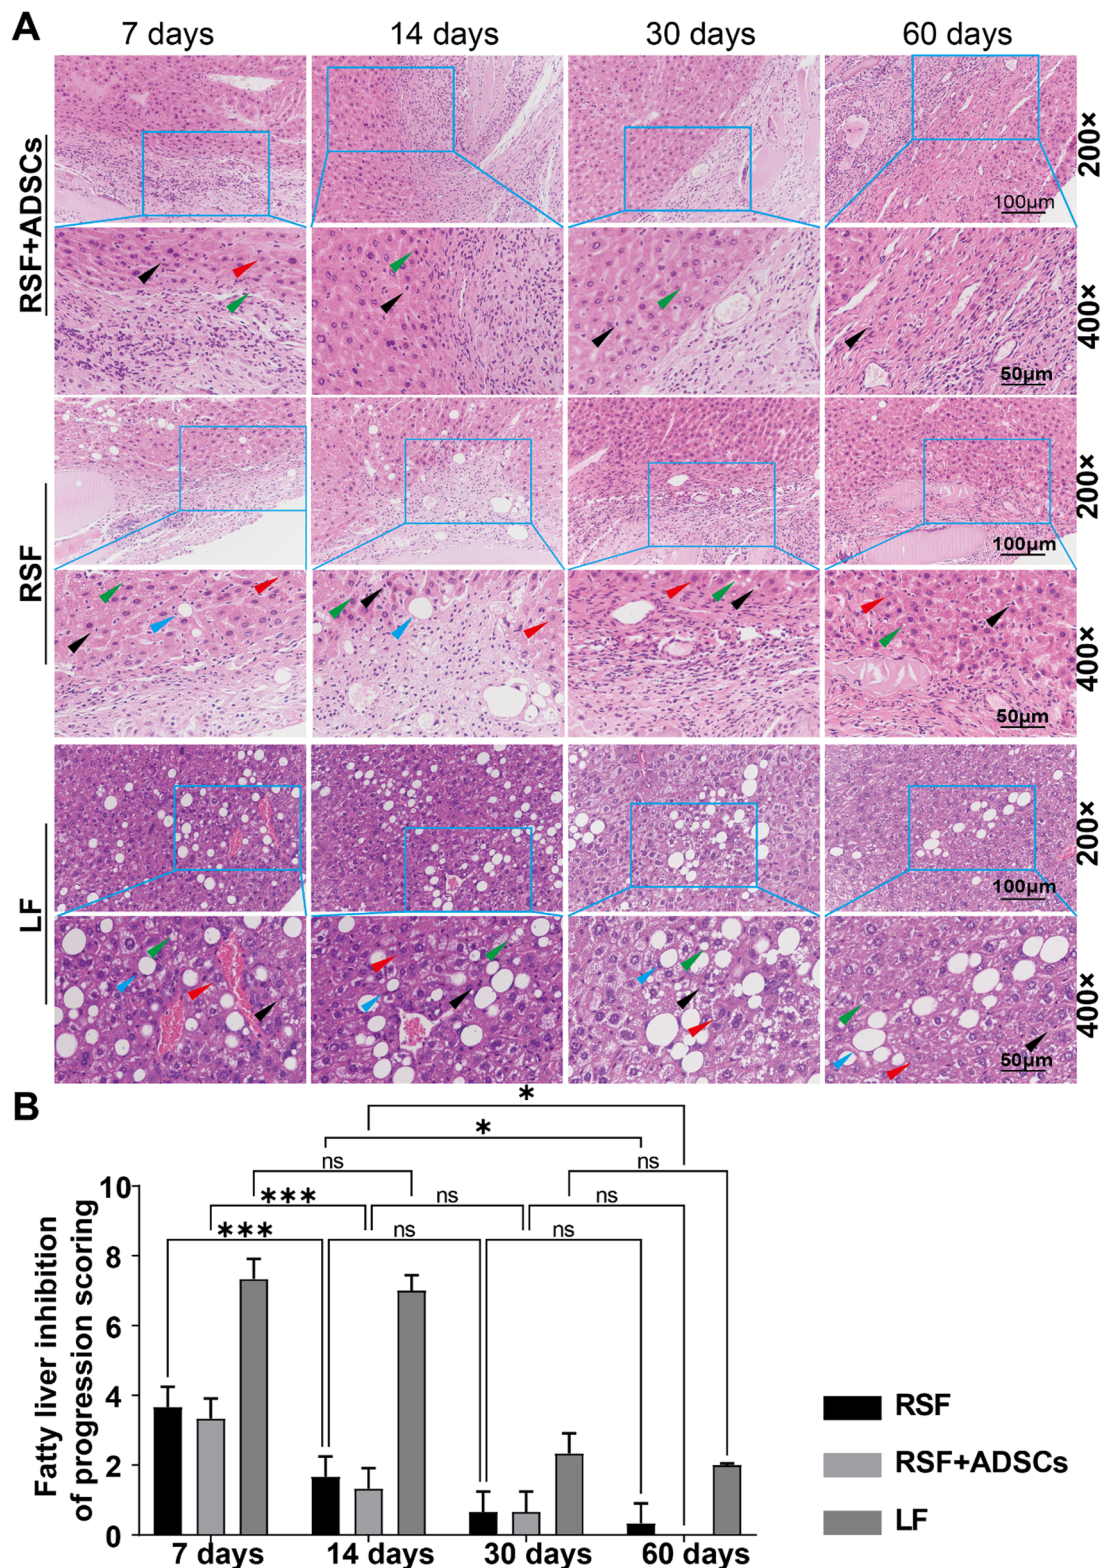 A
7 days
14 days
30 days
60 days
RSF+ADSCs
200×
100µm
400×
50µm
RSF
200×
100µm
400×
50µm
LF
200×
100µm
400×
50µm
B
*
*
ns
ns
***
ns
ns
***
ns
ns
Fatty liver inhibition
of progression scoring
10
8
6
4
2
0
7 days
14 days
30 days
60 days
RSF
RSF+ADSCs
LF